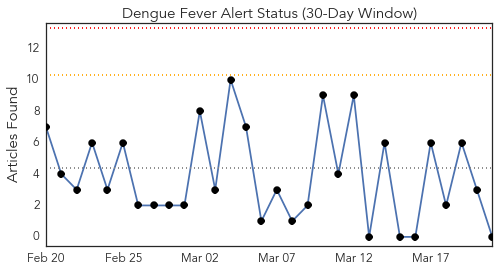 Dengue Fever Alert Status (30-Day Window)
Articles Found
12
10
8
6
4
2
0
Feb 20 Feb 25 Mar 02 Mar 07 Mar 12 Mar 17